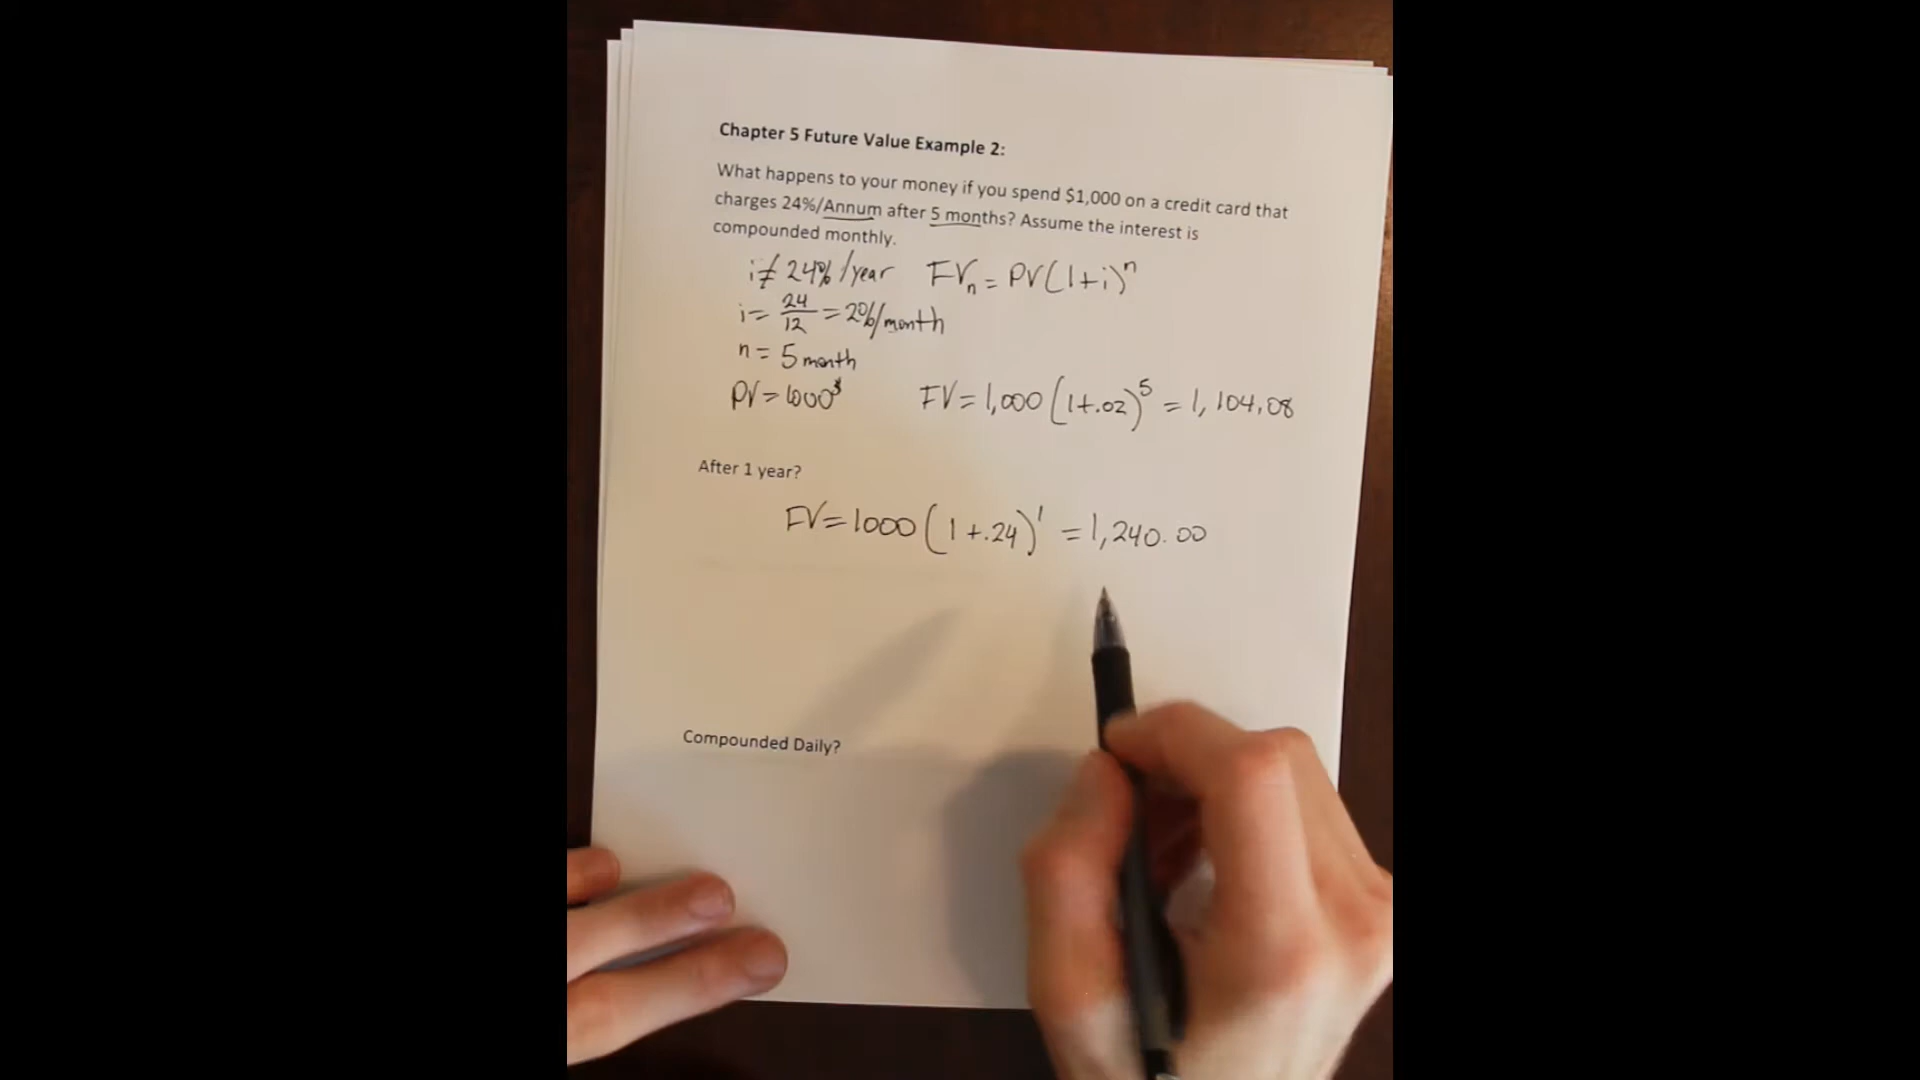 Chapter 5 Future Value Example 2:
What happens to your money if you spend $1,000 on a credit card that
charges 24%/Annum after 5 months? Assume the interest is
compounded monthly.
i ≠ 24% /year FVn = PV(1+i)^n
i = 24/12 = 2%/month
n = 5 month
PV = 1000$ FV = 1,000 (1+.02)^5 = 1,104.08
After 1 year?
FV = 1000 (1+.24)^1 = 1,240.00
Compounded Daily?